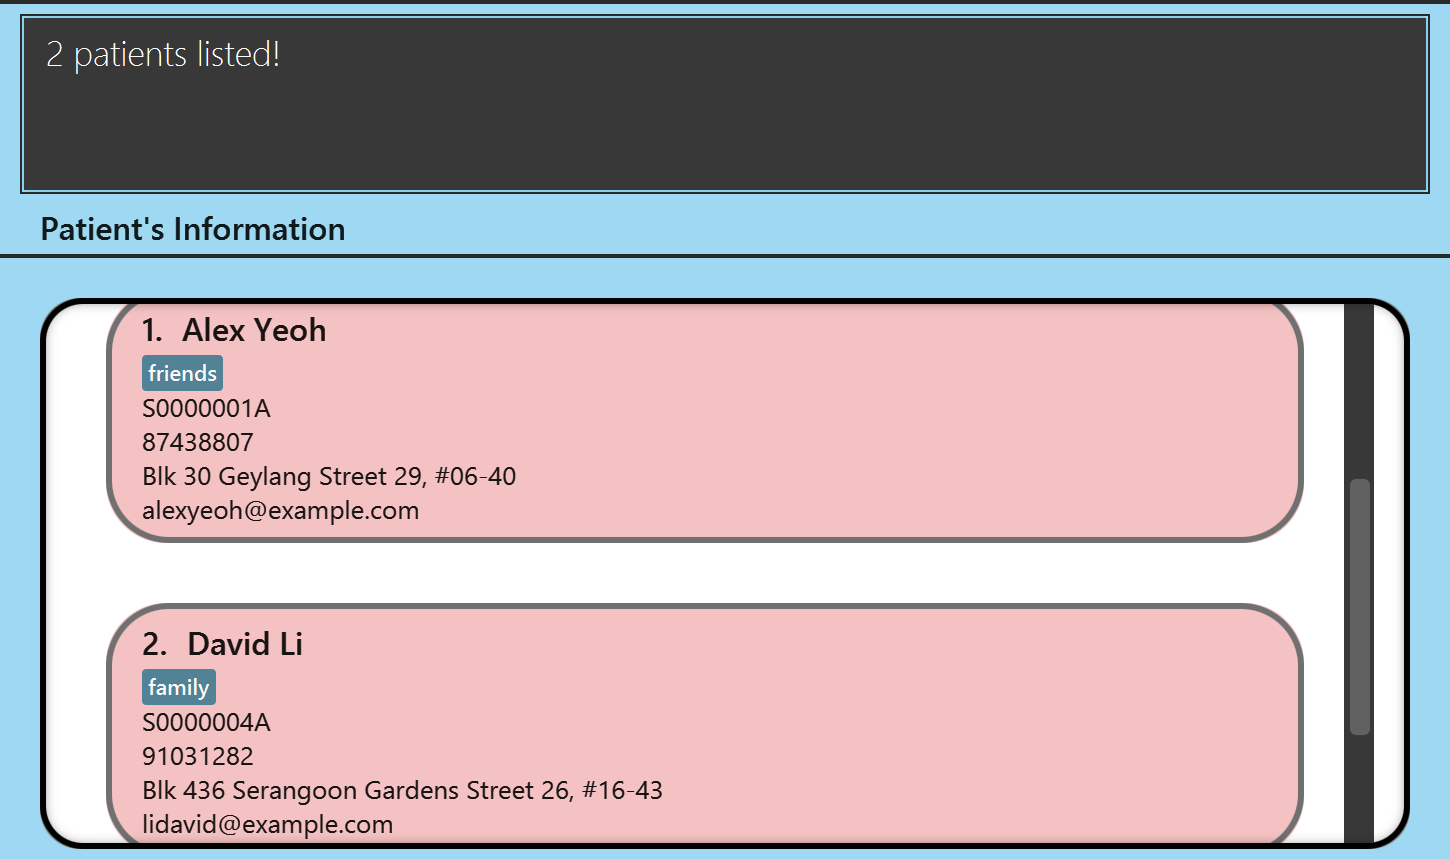 2 patients listed!
Patient's Information
1. Alex Yeoh
friends
S0000001A
87438807
Blk 30 Geylang Street 29, #06-40
alexyeoh@example.com
2. David Li
family
S0000004A
91031282
Blk 436 Serangoon Gardens Street 26, #16-43
lidavid@example.com